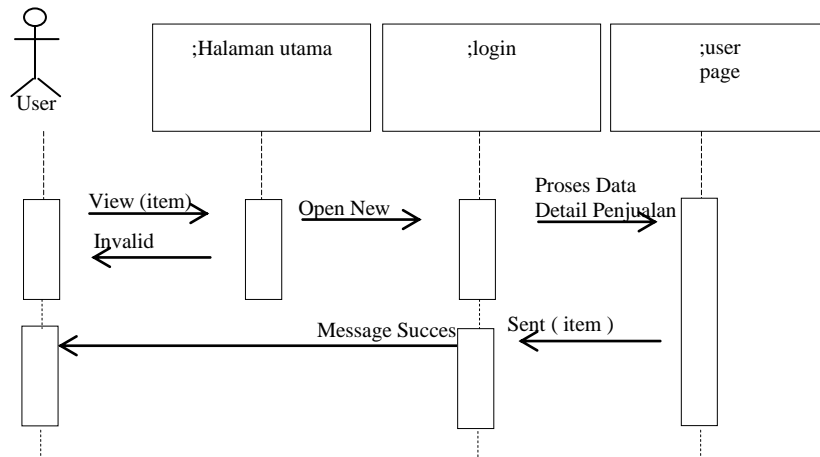 ;Halaman utama
;login
;user
page
User
View (item)
Open New
Proses Data
Detail Penjualan
Invalid
Message Succes
Sent ( item )